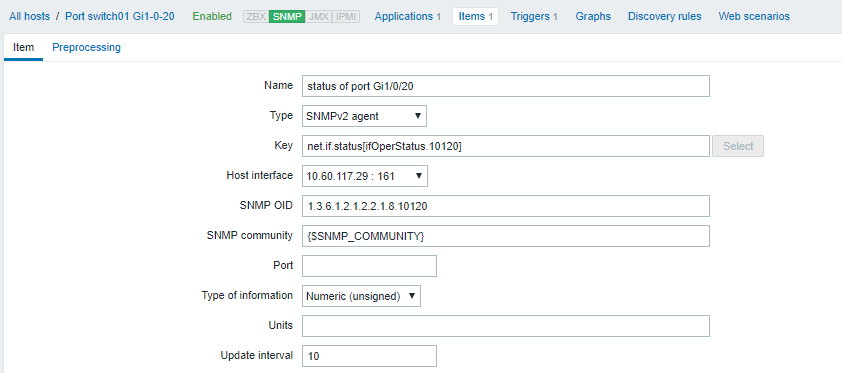 All hosts / Port switch01 Gi1-0-20 Enabled ZBX SNMP JMX IPMI Applications 1 Items 1 Triggers 1 Graphs Discovery rules Web scenarios
Item Preprocessing
Name status of port Gi1/0/20
Type SNMPv2 agent
Key net.if.status[ifOperStatus.10120] Select
Host interface 10.60.117.29 : 161
SNMP OID 1.3.6.1.2.1.2.2.1.8.10120
SNMP community {$SNMP_COMMUNITY}
Port
Type of information Numeric (unsigned)
Units
Update interval 10